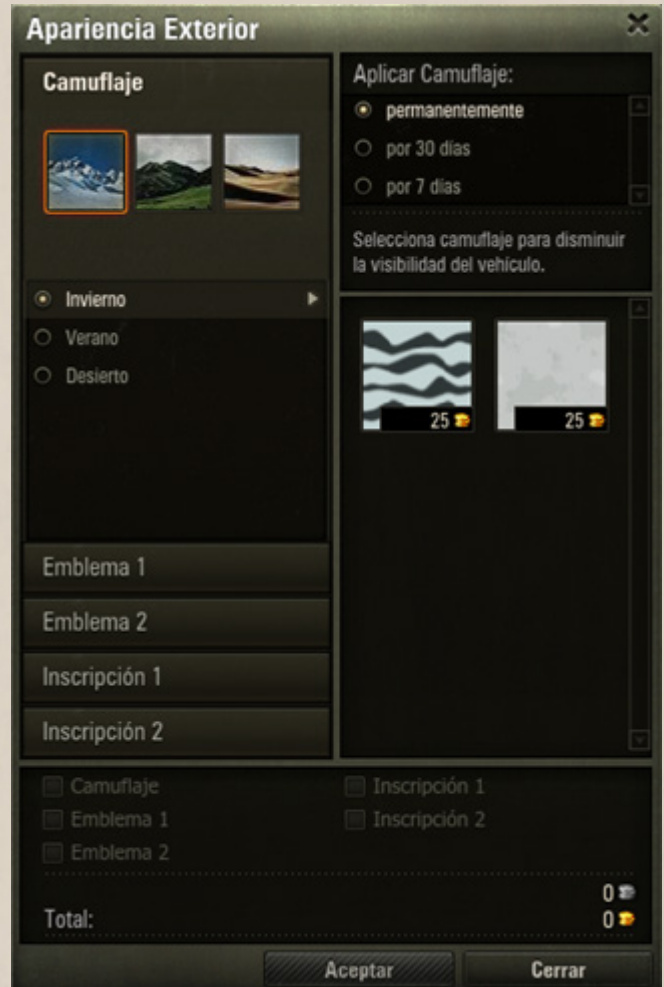 Apariencia Exterior
Camuflaje
Invierno
Verano
Desierto
Emblema 1
Emblema 2
Inscripción 1
Inscripción 2
Aplicar Camuflaje:
permanentemente
por 30 días
por 7 días
Selecciona camuflaje para disminuir
la visibilidad del vehículo.
25
25
Camuflaje
Emblema 1
Emblema 2
Inscripción 1
Inscripción 2
0
Total:
0
Aceptar
Cerrar